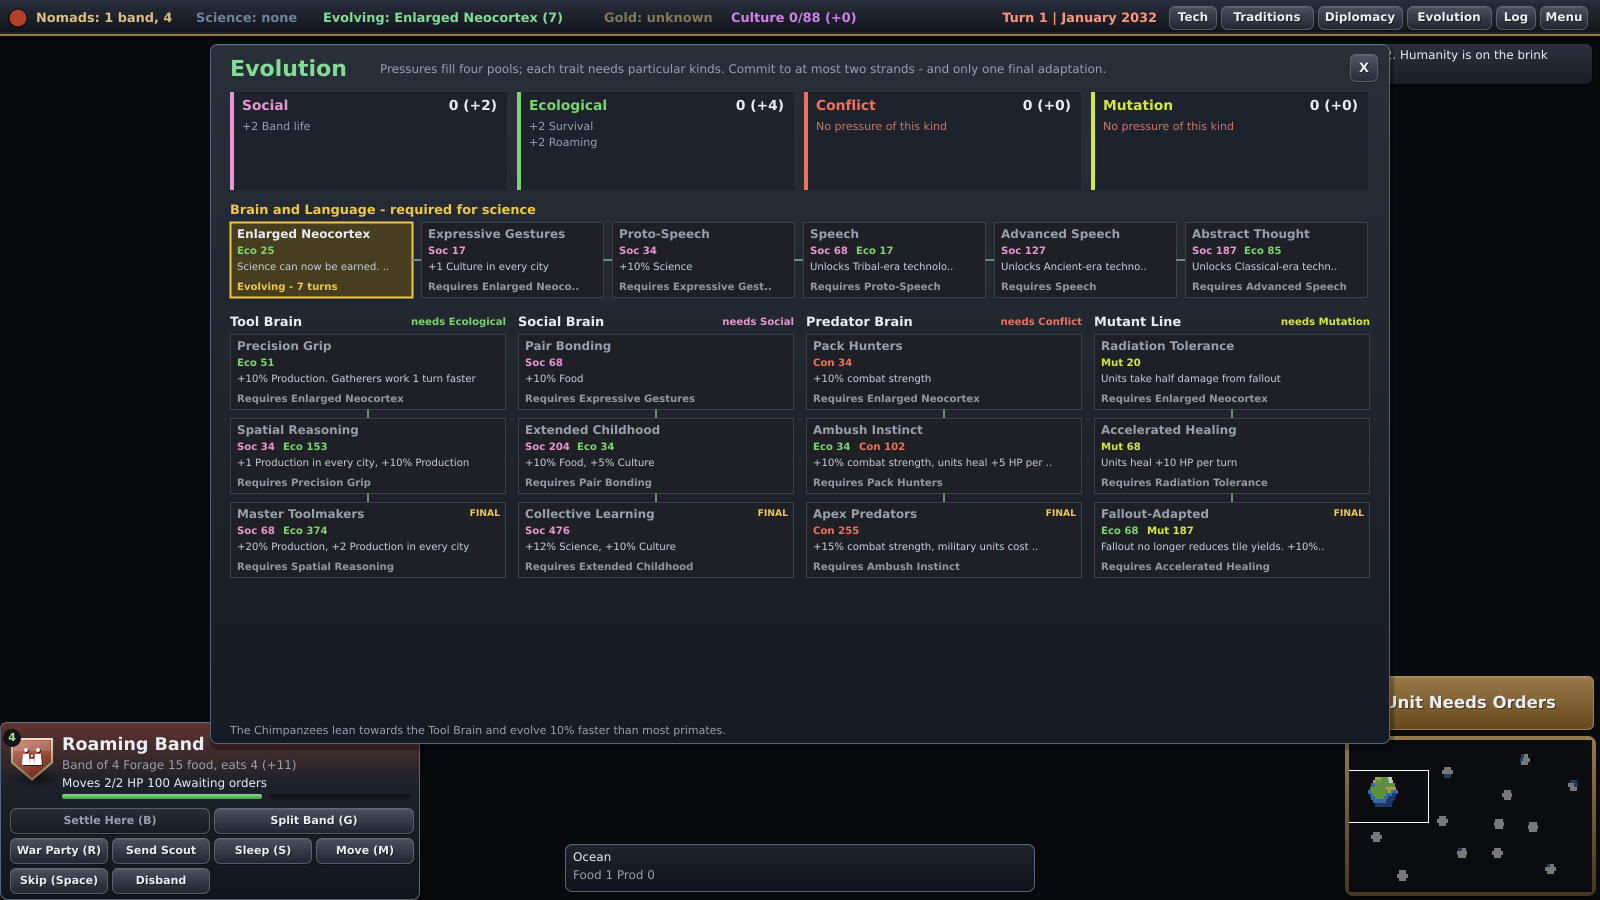 Nomads: 1 band, 4
Science: none
Evolving: Enlarged Neocortex (7)
Gold: unknown
Culture 0/88 (+0)
Turn 1 | January 2032
Tech
Traditions
Diplomacy
Evolution
Log
Menu
Evolution
Pressures fill four pools; each trait needs particular kinds. Commit to at most two strands - and only one final adaptation.
X
. Humanity is on the brink
Social
0 (+2)
+2 Band life
Ecological
0 (+4)
+2 Survival
+2 Roaming
Conflict
0 (+0)
No pressure of this kind
Mutation
0 (+0)
No pressure of this kind
Brain and Language - required for science
Enlarged Neocortex
Eco 25
Science can now be earned. ..
Evolving - 7 turns
Expressive Gestures
Soc 17
+1 Culture in every city
Requires Enlarged Neoco..
Proto-Speech
Soc 34
+10% Science
Requires Expressive Gest..
Speech
Soc 68 Eco 17
Unlocks Tribal-era technolo..
Requires Proto-Speech
Advanced Speech
Soc 127
Unlocks Ancient-era techno..
Requires Speech
Abstract Thought
Soc 187 Eco 85
Unlocks Classical-era techn..
Requires Advanced Speech
Tool Brain
needs Ecological
Precision Grip
Eco 51
+10% Production. Gatherers work 1 turn faster
Requires Enlarged Neocortex
Spatial Reasoning
Soc 34 Eco 153
+1 Production in every city, +10% Production
Requires Precision Grip
Master Toolmakers
FINAL
Soc 68 Eco 374
+20% Production, +2 Production in every city
Requires Spatial Reasoning
Social Brain
needs Social
Pair Bonding
Soc 68
+10% Food
Requires Expressive Gestures
Extended Childhood
Soc 204 Eco 34
+10% Food, +5% Culture
Requires Pair Bonding
Collective Learning
FINAL
Soc 476
+12% Science, +10% Culture
Requires Extended Childhood
Predator Brain
needs Conflict
Pack Hunters
Con 34
+10% combat strength
Requires Enlarged Neocortex
Ambush Instinct
Eco 34 Con 102
+10% combat strength, units heal +5 HP per ..
Requires Pack Hunters
Apex Predators
FINAL
Con 255
+15% combat strength, military units cost ..
Requires Ambush Instinct
Mutant Line
needs Mutation
Radiation Tolerance
Mut 20
Units take half damage from fallout
Requires Enlarged Neocortex
Accelerated Healing
Mut 68
Units heal +10 HP per turn
Requires Radiation Tolerance
Fallout-Adapted
FINAL
Eco 68 Mut 187
Fallout no longer reduces tile yields. +10%..
Requires Accelerated Healing
The Chimpanzees lean towards the Tool Brain and evolve 10% faster than most primates.
Unit Needs Orders
4
Roaming Band
Band of 4 Forage 15 food, eats 4 (+11)
Moves 2/2 HP 100 Awaiting orders
Settle Here (B)
Split Band (G)
War Party (R)
Send Scout
Sleep (S)
Move (M)
Skip (Space)
Disband
Ocean
Food 1 Prod 0